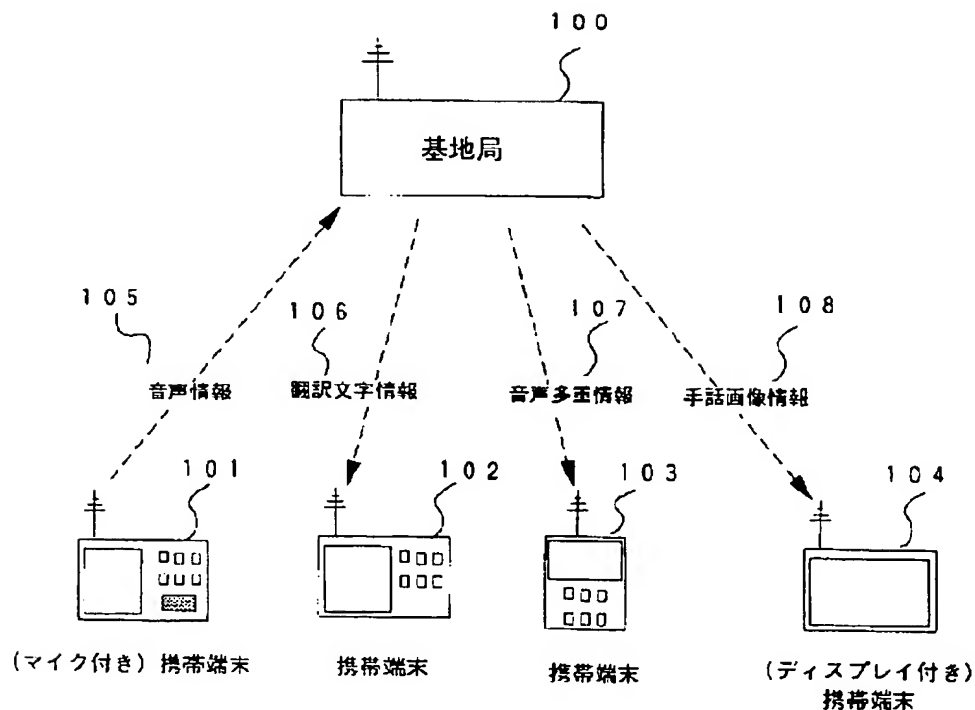 １００
基地局
１０５
１０６
１０７
１０８
音声情報
翻訳文字情報
音声多重情報
手話画像情報
１０１
１０２
１０３
１０４
（マイク付き）携帯端末
携帯端末
携帯端末
（ディスプレイ付き）
携帯端末